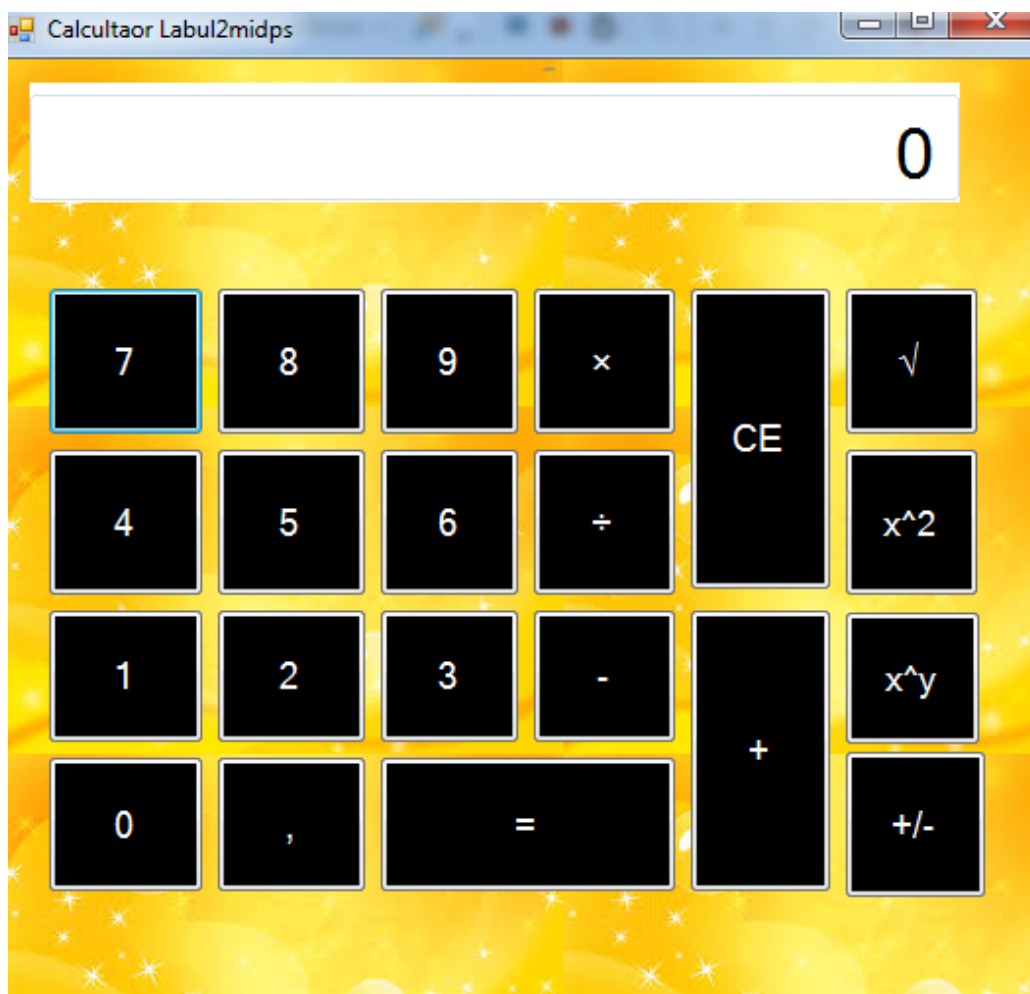 Calcultaor Labul2midps
0
7 8 9 × CE √
4 5 6 ÷ x^2
1 2 3 - + x^y
0 , = +/-